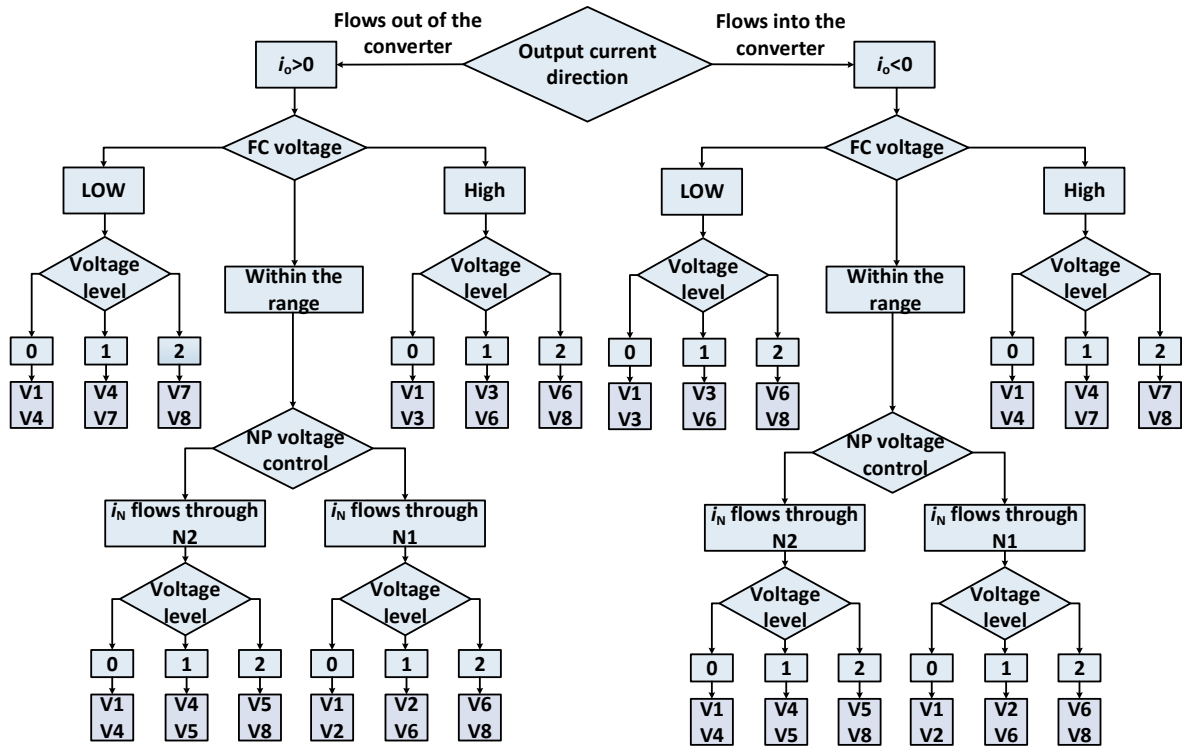 Flows out of the
converter
Output current
direction
Flows into the
converter
io>0
io<0
FC voltage
FC voltage
LOW
High
LOW
High
Voltage
level
Within the
range
Voltage
level
Voltage
level
Within the
range
Voltage
level
0
1
2
0
1
2
0
1
2
0
1
2
V1
V4
V4
V7
V7
V8
V1
V3
V3
V6
V6
V8
V1
V3
V3
V6
V6
V8
V1
V4
V4
V7
V7
V8
NP voltage
control
NP voltage
control
iN flows through
N2
iN flows through
N1
iN flows through
N2
iN flows through
N1
Voltage
level
Voltage
level
Voltage
level
Voltage
level
0
1
2
0
1
2
0
1
2
0
1
2
V1
V4
V4
V5
V5
V8
V1
V2
V2
V6
V6
V8
V1
V4
V4
V5
V5
V8
V1
V2
V2
V6
V6
V8